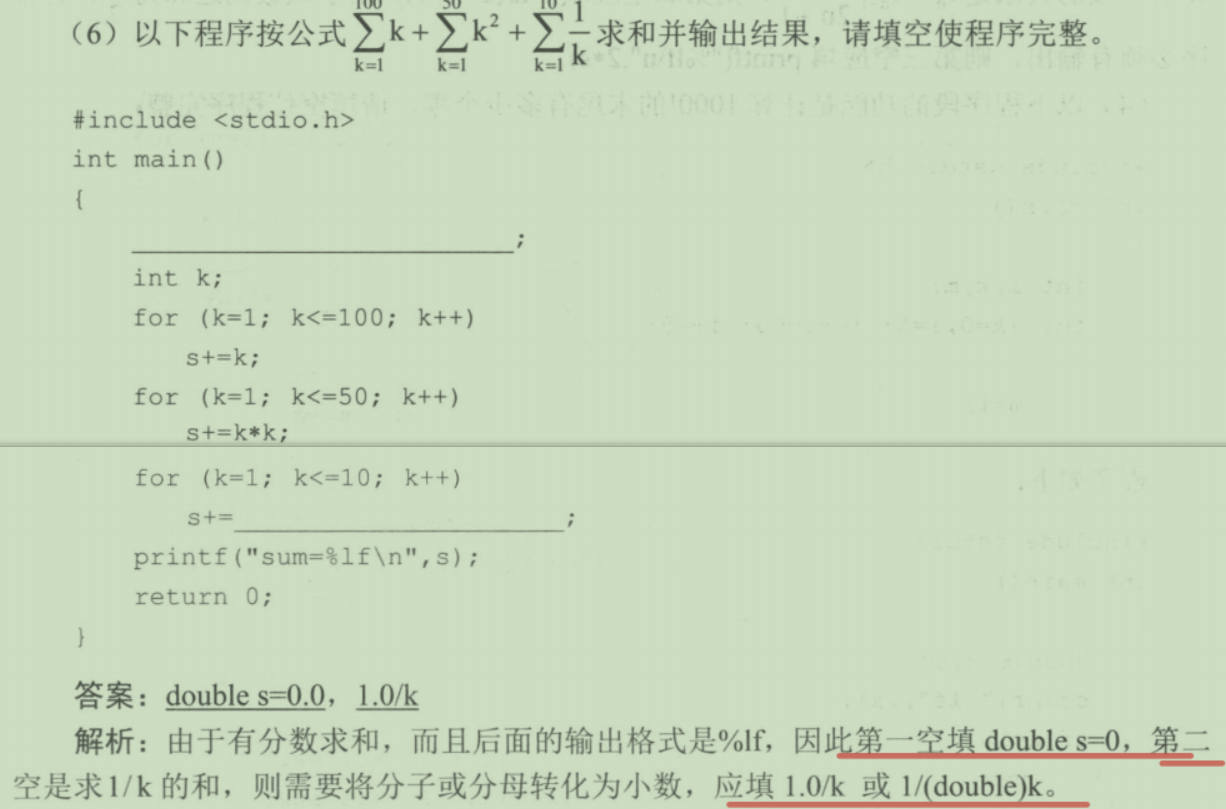 （6）以下程序按公式 $\sum_{k=1}^{100} k + \sum_{k=1}^{50} k^2 + \sum_{k=1}^{10} \frac{1}{k}$ 求和并输出结果，请填空使程序完整。
#include <stdio.h>
int main()
{
____________________;
int k;
for (k=1; k<=100; k++)
s+=k;
for (k=1; k<=50; k++)
s+=k*k;
for (k=1; k<=10; k++)
s+=____________________;
printf("sum=%lf\n",s);
return 0;
}
答案：double s=0.0，1.0/k
解析：由于有分数求和，而且后面的输出格式是%lf，因此第一空填 double s=0，第二
空是求1/k 的和，则需要将分子或分母转化为小数，应填 1.0/k 或 1/(double)k。